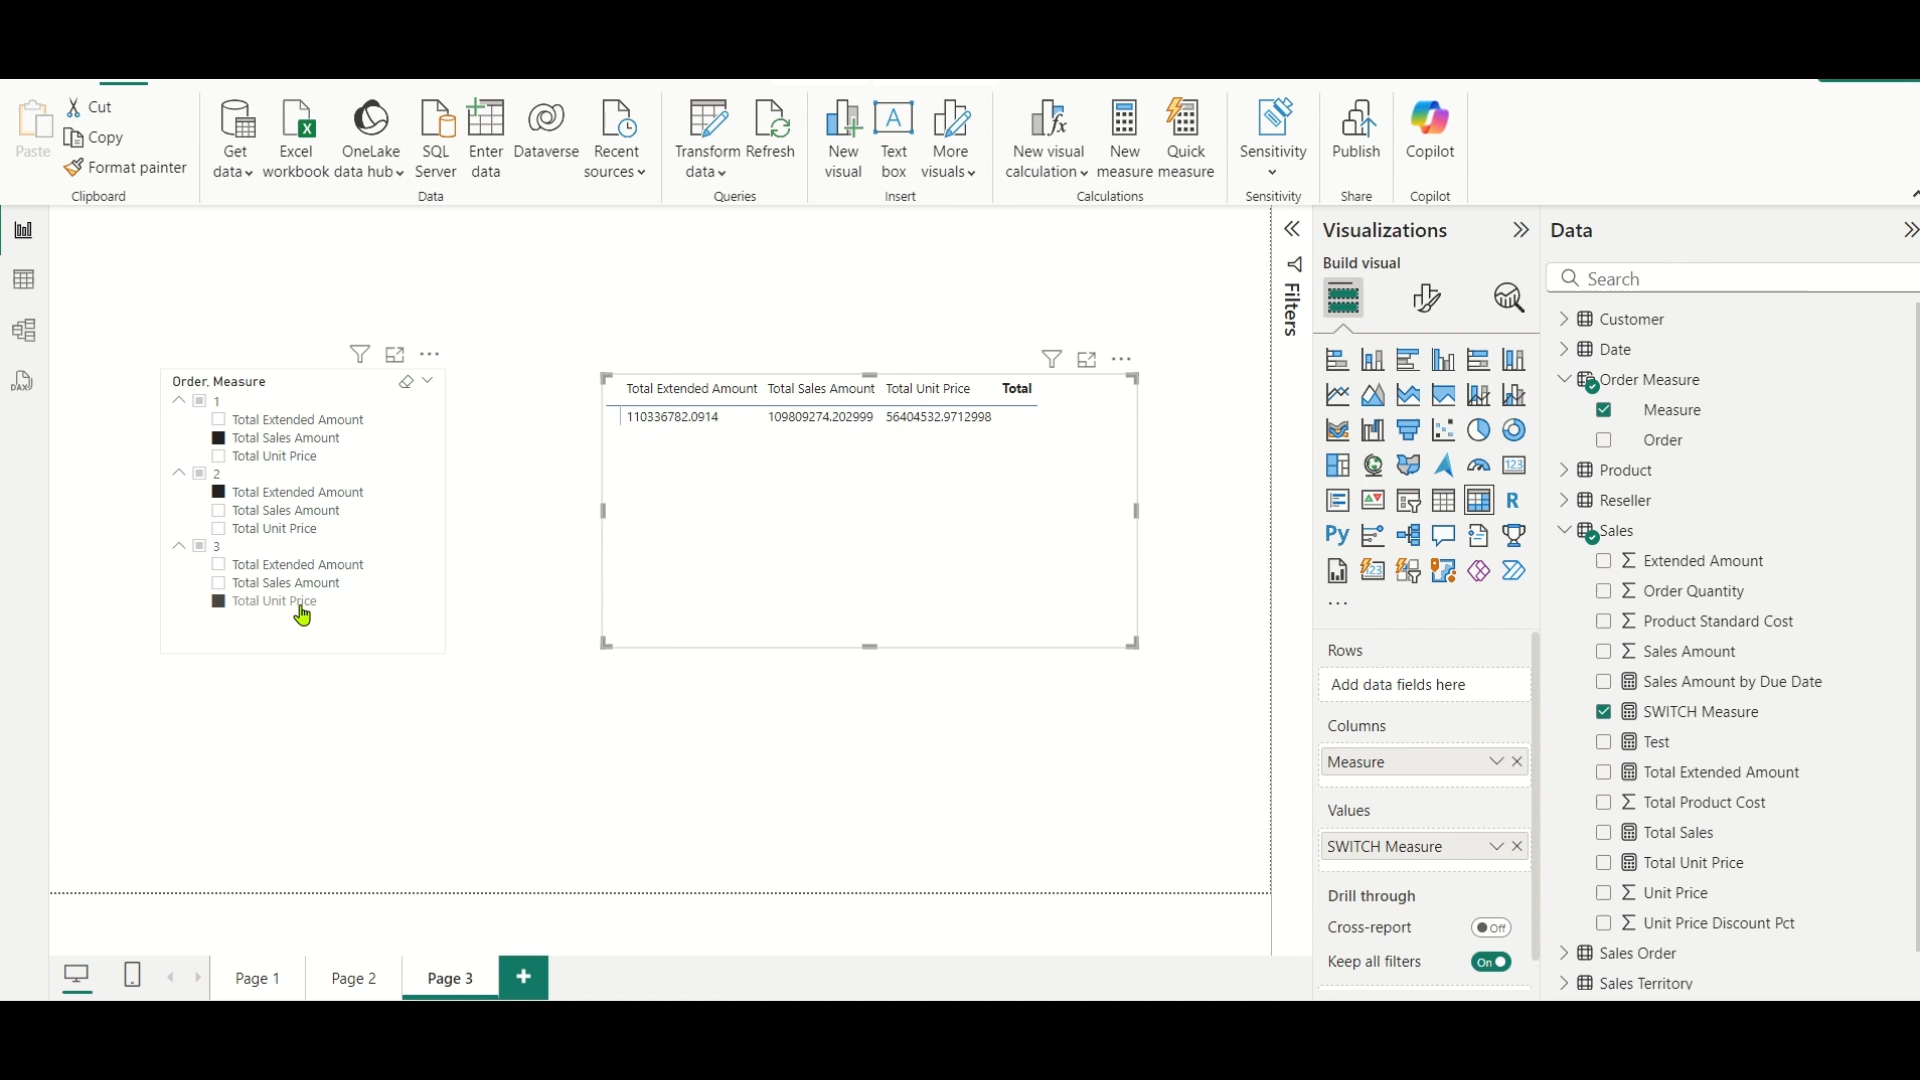 Paste
Cut
Copy
Format painter
Clipboard
Get data
Excel workbook
OneLake data hub
SQL Server
Enter data
Dataverse
Recent sources
Data
Transform data
Refresh
Queries
New visual
Text box
More visuals
Insert
New visual calculation
New measure
Quick measure
Calculations
Sensitivity
Sensitivity
Publish
Share
Copilot
Copilot
Order, Measure
1
Total Extended Amount
Total Sales Amount
Total Unit Price
2
Total Extended Amount
Total Sales Amount
Total Unit Price
3
Total Extended Amount
Total Sales Amount
Total Unit Price
Total Extended Amount Total Sales Amount Total Unit Price Total
110336782.0914 109809274.202999 56404532.9712998
Filters
Visualizations
Build visual
123
R
Py
123
Rows
Add data fields here
Columns
Measure
Values
SWITCH Measure
Drill through
Cross-report Off
Keep all filters On
Data
Search
Customer
Date
Order Measure
Measure
Order
Product
Reseller
Sales
Extended Amount
Order Quantity
Product Standard Cost
Sales Amount
Sales Amount by Due Date
SWITCH Measure
Test
Total Extended Amount
Total Product Cost
Total Sales
Total Unit Price
Unit Price
Unit Price Discount Pct
Sales Order
Sales Territory
DAX
Page 1
Page 2
Page 3